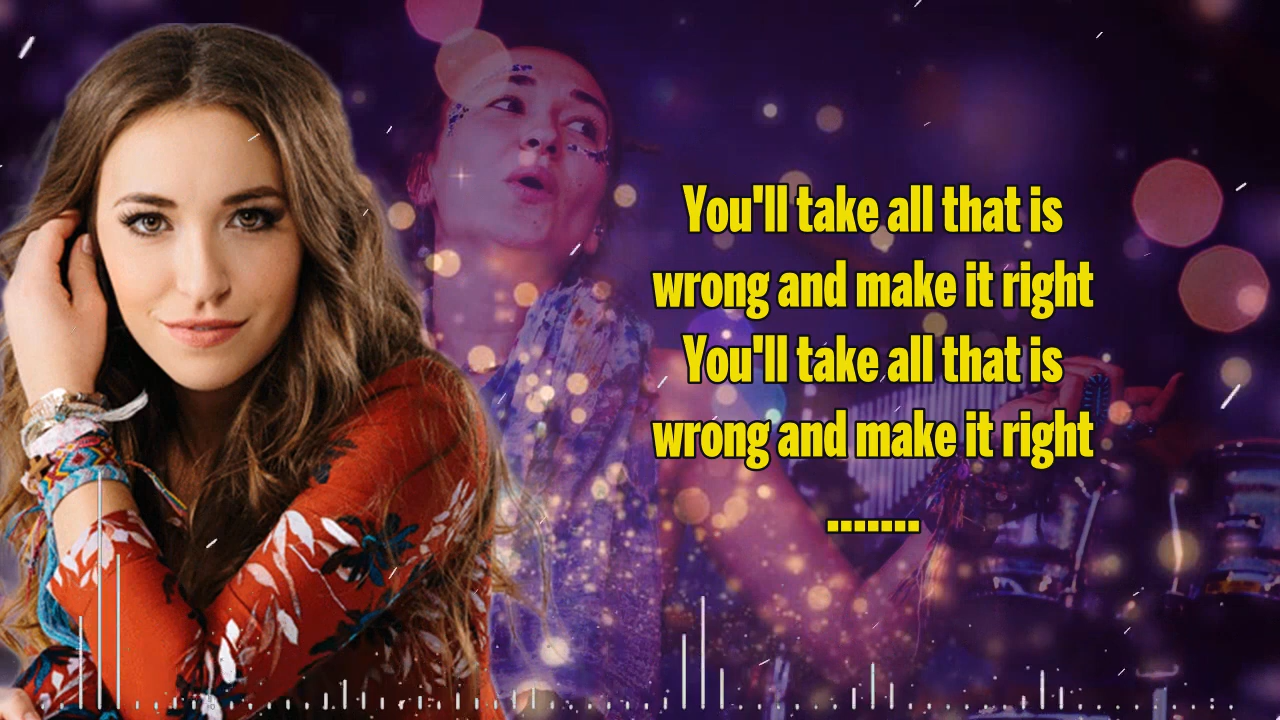 You'll take all that is
wrong and make it right
You'll take all that is
wrong and make it right
.......